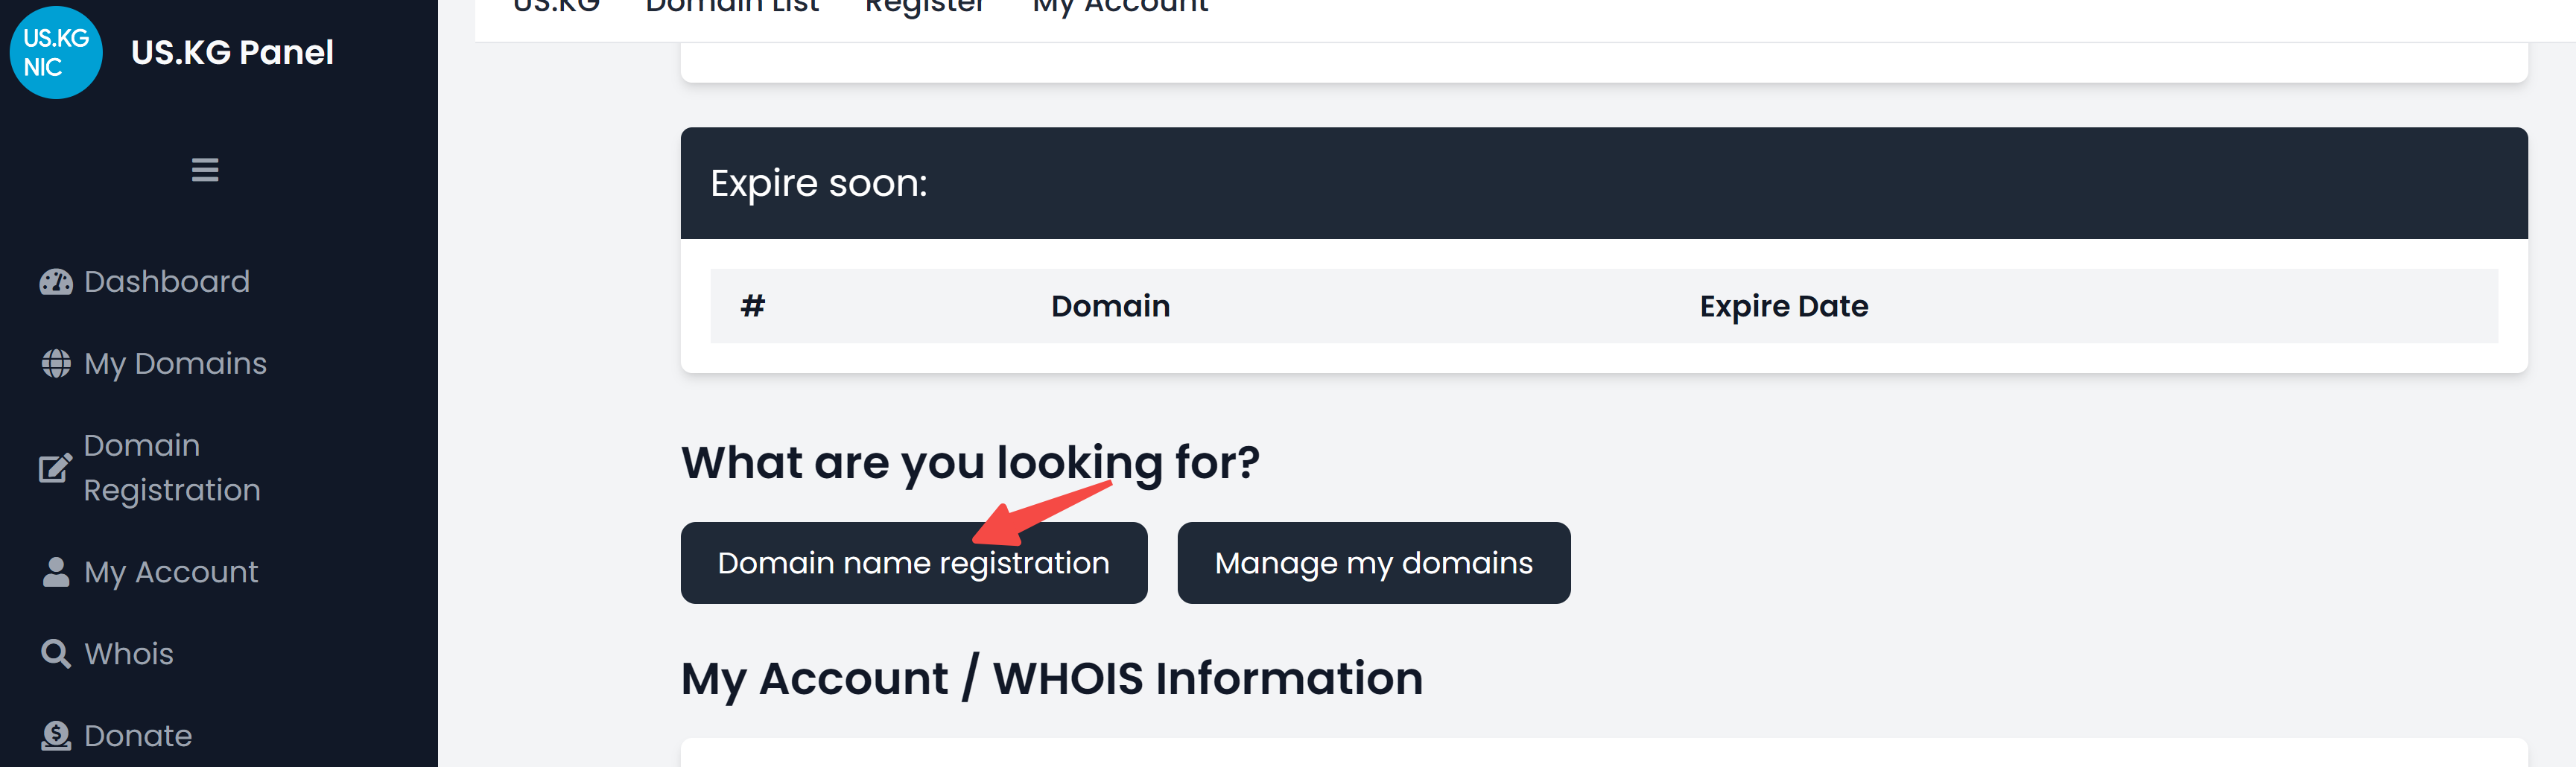 US.KG
NIC
US.KG Panel
Dashboard
My Domains
Domain
Registration
My Account
Whois
Donate
US.KG Domain List Register My Account
Expire soon:
# Domain Expire Date
What are you looking for?
Domain name registration Manage my domains
My Account / WHOIS Information